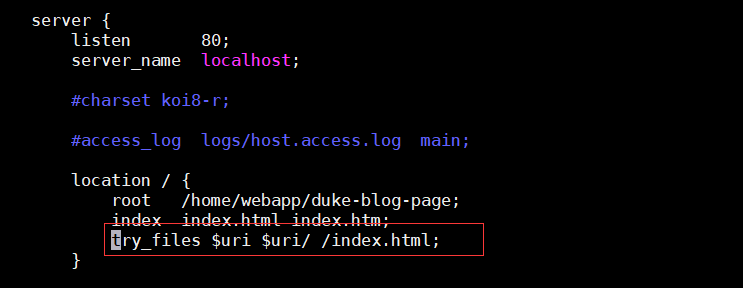 server {
listen 80;
server_name localhost;
#charset koi8-r;
#access_log logs/host.access.log main;
location / {
root /home/webapp/duke-blog-page;
index index.html index.htm;
try_files $uri $uri/ /index.html;
}